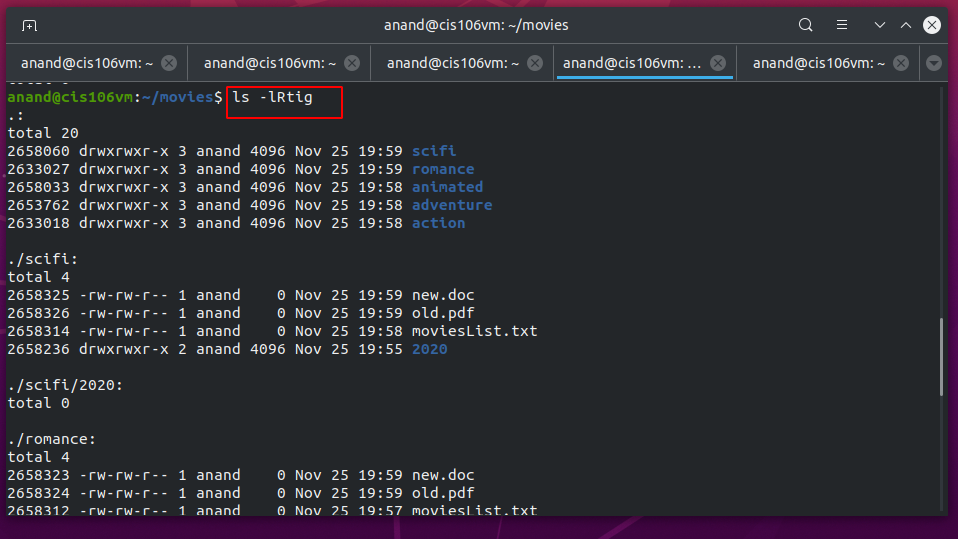 anand@cis106vm: ~/movies
anand@cis106vm: ~
anand@cis106vm: ~
anand@cis106vm: ~
anand@cis106vm: ...
anand@cis106vm: ~
anand@cis106vm:~/movies$ ls -lRtig
.:
total 20
2658060 drwxrwxr-x 3 anand 4096 Nov 25 19:59 scifi
2633027 drwxrwxr-x 3 anand 4096 Nov 25 19:59 romance
2658033 drwxrwxr-x 3 anand 4096 Nov 25 19:58 animated
2653762 drwxrwxr-x 3 anand 4096 Nov 25 19:58 adventure
2633018 drwxrwxr-x 3 anand 4096 Nov 25 19:58 action
./scifi:
total 4
2658325 -rw-rw-r-- 1 anand    0 Nov 25 19:59 new.doc
2658326 -rw-rw-r-- 1 anand    0 Nov 25 19:59 old.pdf
2658314 -rw-rw-r-- 1 anand    0 Nov 25 19:58 moviesList.txt
2658236 drwxrwxr-x 2 anand 4096 Nov 25 19:55 2020
./scifi/2020:
total 0
./romance:
total 4
2658323 -rw-rw-r-- 1 anand    0 Nov 25 19:59 new.doc
2658324 -rw-rw-r-- 1 anand    0 Nov 25 19:59 old.pdf
2658312 -rw-rw-r-- 1 anand    0 Nov 25 19:57 moviesList.txt